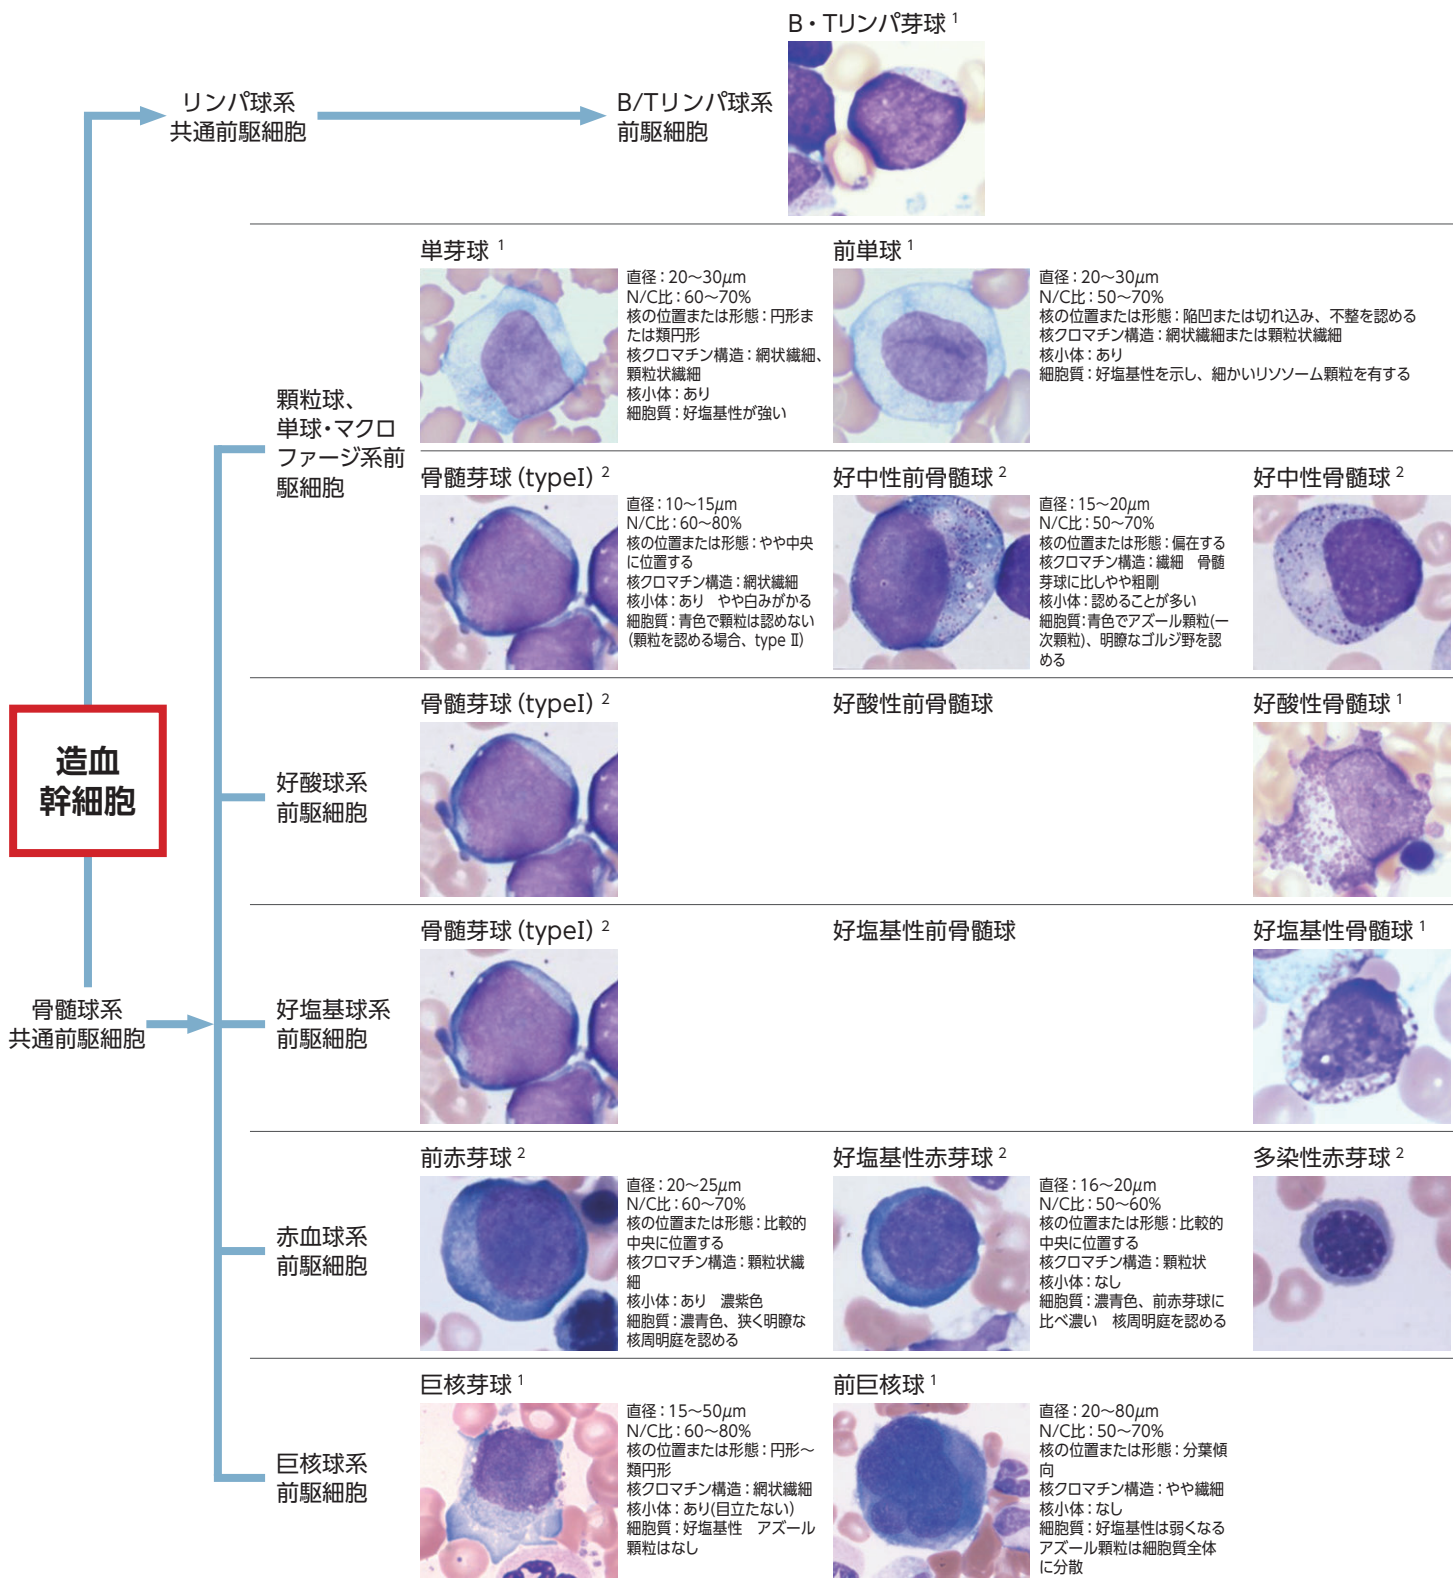 B・Tリンパ芽球 1
リンパ球系
共通前駆細胞
B/Tリンパ球系
前駆細胞
単芽球 1
直径：20〜30μm
N/C比：60〜70%
核の位置または形態：円形ま
たは類円形
核クロマチン構造：網状繊細、
顆粒状繊細
核小体：あり
細胞質：好塩基性が強い
前単球 1
直径：20〜30μm
N/C比：50〜70%
核の位置または形態：陥凹または切れ込み、不整を認める
核クロマチン構造：網状繊細または顆粒状繊細
核小体：あり
細胞質：好塩基性を示し、細かいリソソーム顆粒を有する
顆粒球、
単球・マクロ
ファージ系前
駆細胞
骨髄芽球 (typeI) 2
直径：10〜15μm
N/C比：60〜80%
核の位置または形態：やや中央
に位置する
核クロマチン構造：網状繊細
核小体：あり　やや白みがかる
細胞質：青色で顆粒は認めない
（顆粒を認める場合、type II）
好中性前骨髄球 2
直径：15〜20μm
N/C比：50〜70%
核の位置または形態：偏在する
核クロマチン構造：繊細　骨髄
芽球に比しやや粗剛
核小体：認めることが多い
細胞質：青色でアズール顆粒(一
次顆粒)、明瞭なゴルジ野を認
める
好中性骨髄球 2
造血
幹細胞
好酸球系
前駆細胞
骨髄芽球 (typeI) 2
好酸性前骨髄球
好酸性骨髄球 1
骨髄球系
共通前駆細胞
好塩基球系
前駆細胞
骨髄芽球 (typeI) 2
好塩基性前骨髄球
好塩基性骨髄球 1
赤血球系
前駆細胞
前赤芽球 2
直径：20〜25μm
N/C比：60〜70%
核の位置または形態：比較的
中央に位置する
核クロマチン構造：顆粒状繊
細
核小体：あり　濃紫色
細胞質：濃青色、狭く明瞭な
核周明庭を認める
好塩基性赤芽球 2
直径：16〜20μm
N/C比：50〜60%
核の位置または形態：比較的
中央に位置する
核クロマチン構造：顆粒状
核小体：なし
細胞質：濃青色、前赤芽球に
比べ濃い　核周明庭を認める
多染性赤芽球 2
巨核球系
前駆細胞
巨核芽球 1
直径：15〜50μm
N/C比：60〜80%
核の位置または形態：円形〜
類円形
核クロマチン構造：網状繊細
核小体：あり(目立たない）
細胞質：好塩基性　アズール
顆粒はなし
前巨核球 1
直径：20〜80μm
N/C比：50〜70%
核の位置または形態：分葉傾
向
核クロマチン構造：やや繊細
核小体：なし
細胞質：好塩基性は弱くなる
アズール顆粒は細胞質全体
に分散